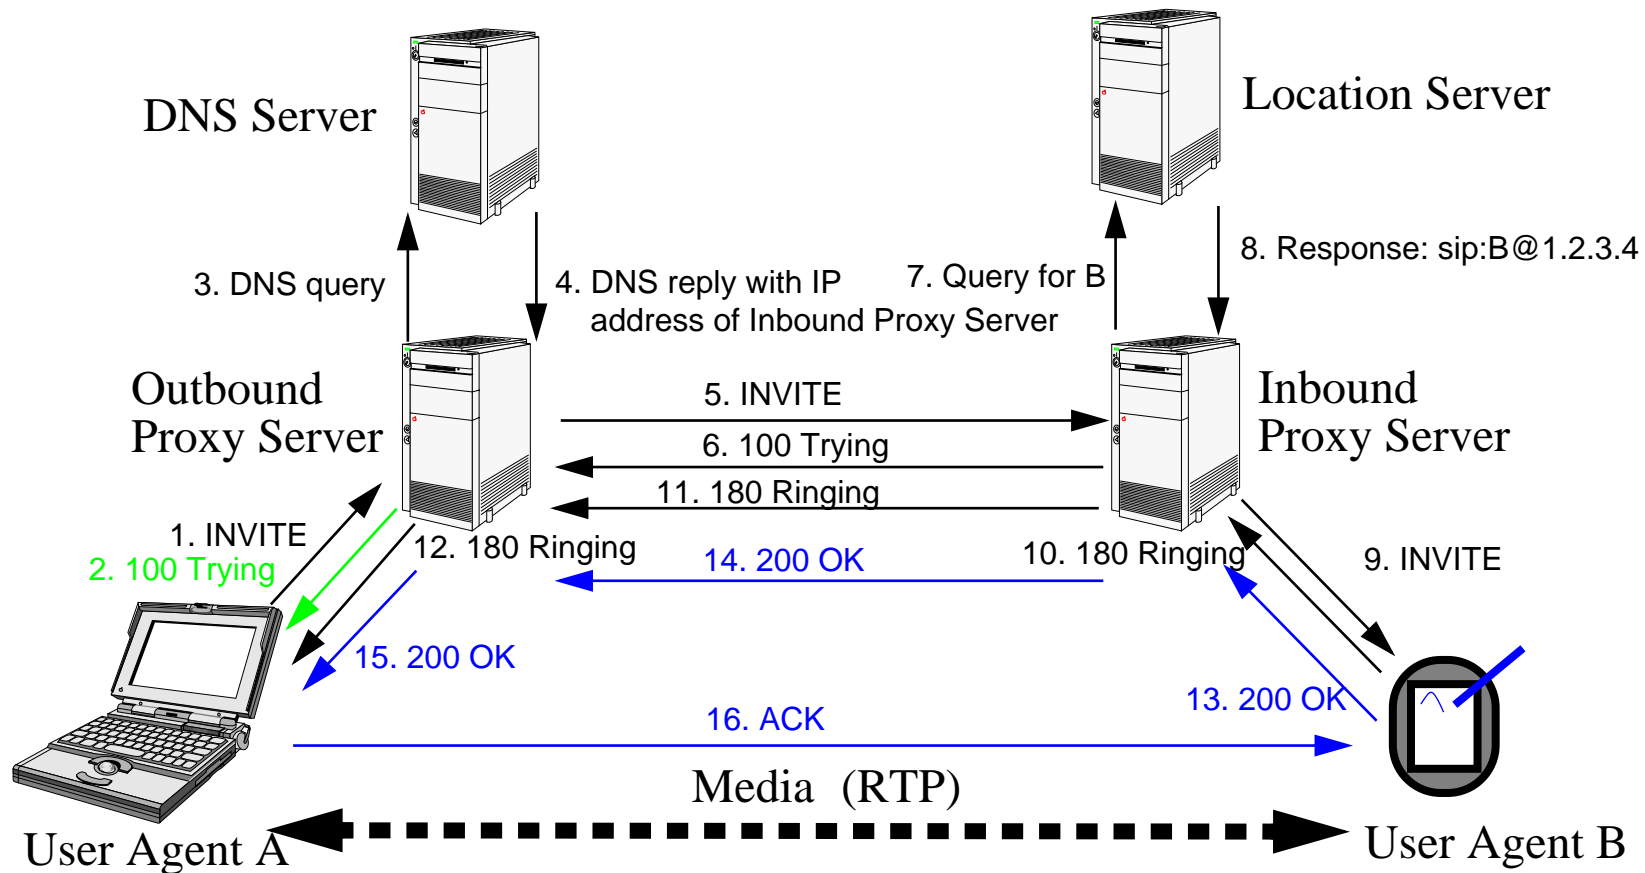 DNS Server
Location Server
3. DNS query
4. DNS reply with IP
address of Inbound Proxy Server
7. Query for B
8. Response: sip:B@1.2.3.4
Outbound
Proxy Server
5. INVITE
6. 100 Trying
11. 180 Ringing
Inbound
Proxy Server
1. INVITE
2. 100 Trying
12. 180 Ringing
14. 200 OK
10. 180 Ringing
9. INVITE
15. 200 OK
13. 200 OK
16. ACK
Media (RTP)
User Agent A
User Agent B